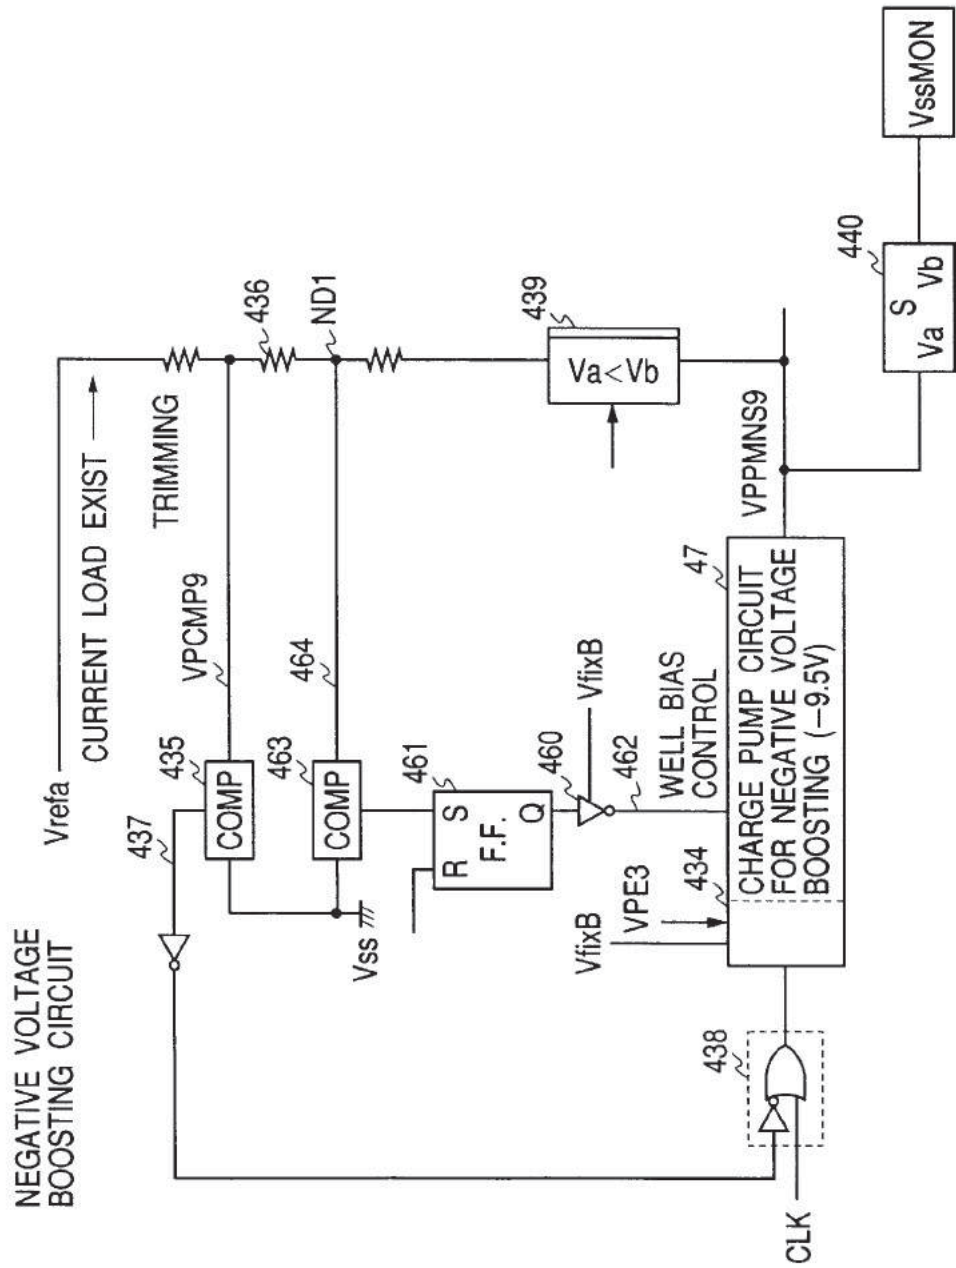 NEGATIVE VOLTAGE
BOOSTING CIRCUIT
Vrefa
CURRENT LOAD EXIST
TRIMMING
437
435
COMP
VPCMP9
436
463
COMP
464
ND1
Vss
461
R
S
F.F.
Q
460
VfixB
462
WELL BIAS
CONTROL
439
Va<Vb
VfixB
VPE3
434
47
CHARGE PUMP CIRCUIT
FOR NEGATIVE VOLTAGE
BOOSTING (−9.5V)
VPPMNS9
438
CLK
440
Va
S
Vb
VssMON